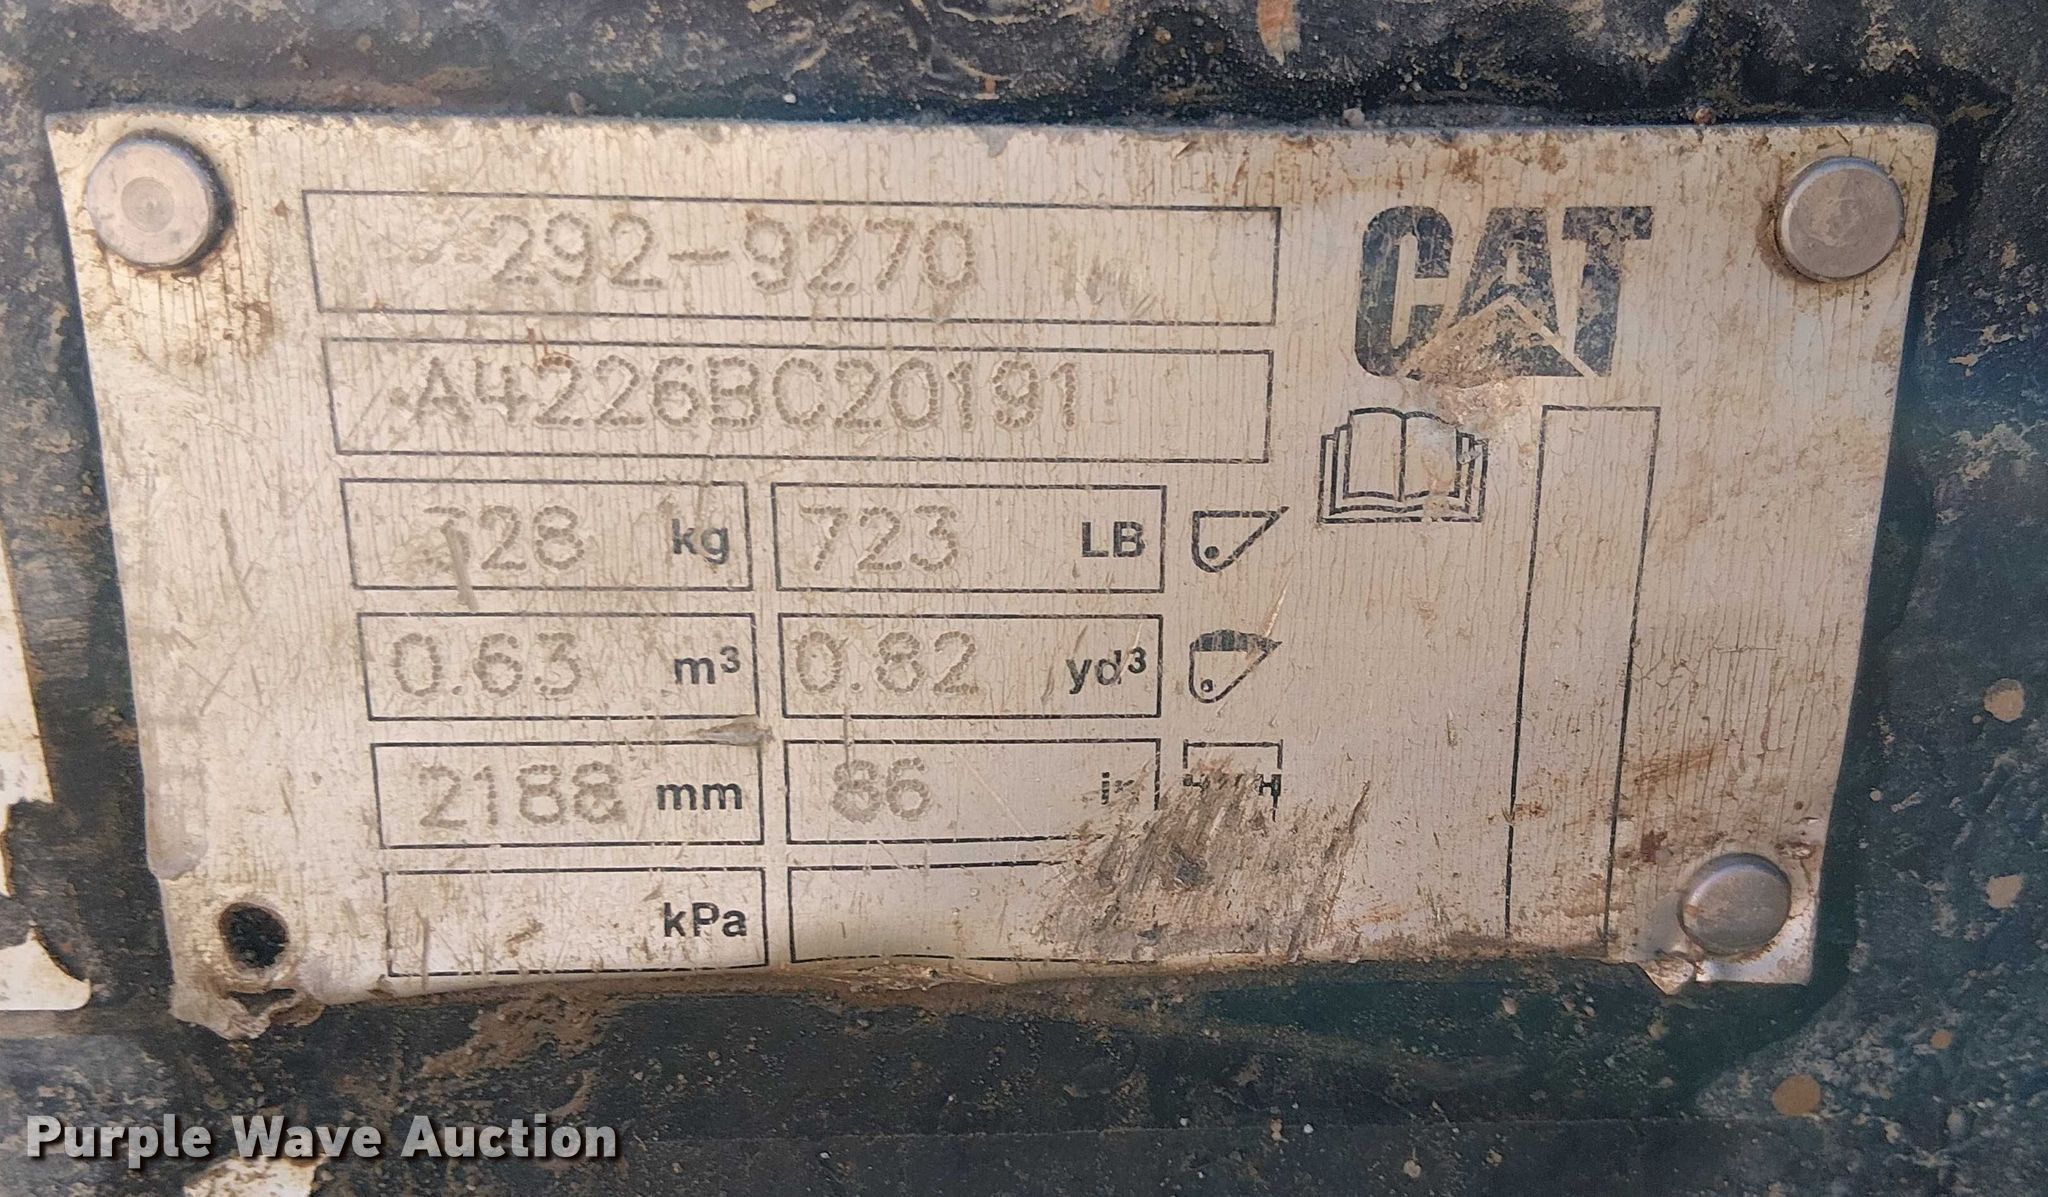 292-9270
CAT
A4226BC20191
328 kg 723 LB
0.63 m³ 0.82 yd³
2188 mm 86 in
kPa
Purple Wave Auction